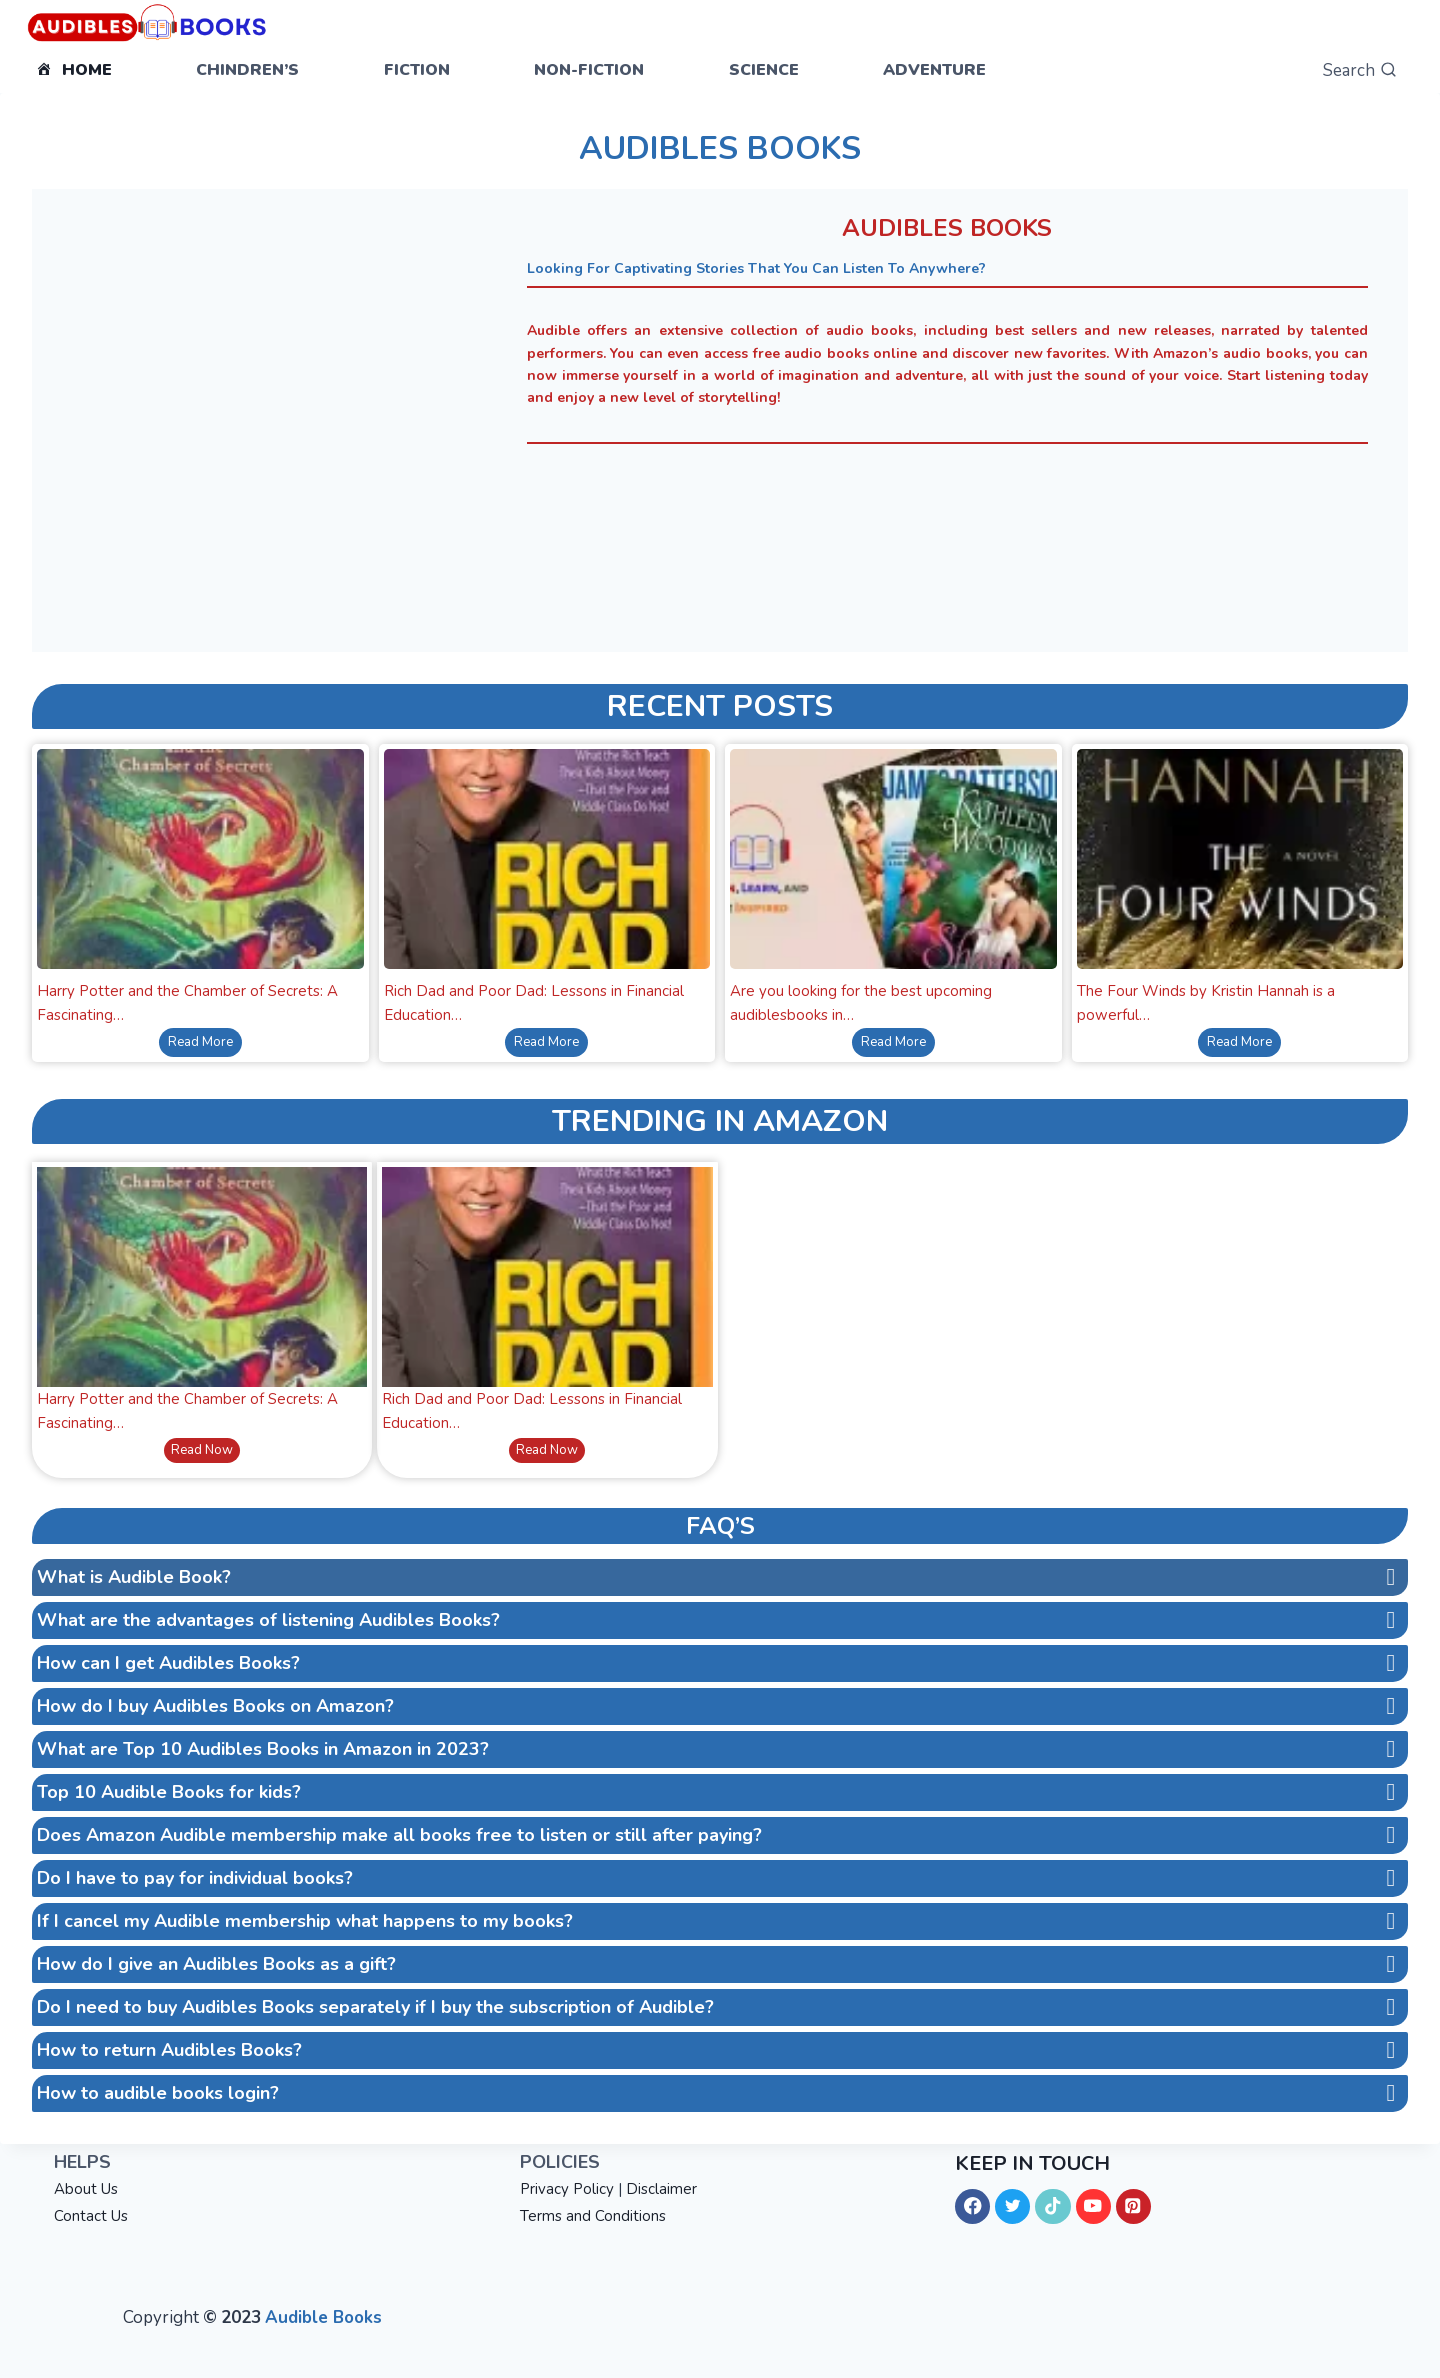 AUDIBLES BOOKS
HOME CHINDREN’S FICTION NON-FICTION SCIENCE ADVENTURE Search
AUDIBLES BOOKS
AUDIBLES BOOKS
Looking For Captivating Stories That You Can Listen To Anywhere?
Audible offers an extensive collection of audio books, including best sellers and new releases, narrated by talented
performers. You can even access free audio books online and discover new favorites. With Amazon’s audio books, you can
now immerse yourself in a world of imagination and adventure, all with just the sound of your voice. Start listening today
and enjoy a new level of storytelling!
RECENT POSTS
and the
Chamber of Secrets
Harry Potter and the Chamber of Secrets: A
Fascinating…
Read More
What the Rich Teach
Their Kids About Money
–That the Poor and
Middle Class Do Not!
RICH
DAD
Rich Dad and Poor Dad: Lessons in Financial
Education…
Read More
JAMES PATTERSON
KATHLEEN
Are you looking for the best upcoming
audiblesbooks in…
Read More
HANNAH
THE
A NOVEL
FOUR WINDS
The Four Winds by Kristin Hannah is a
powerful…
Read More
TRENDING IN AMAZON
and the
Chamber of Secrets
Harry Potter and the Chamber of Secrets: A
Fascinating…
Read Now
What the Rich Teach
Their Kids About Money
–That the Poor and
Middle Class Do Not!
RICH
DAD
Rich Dad and Poor Dad: Lessons in Financial
Education…
Read Now
FAQ’S
What is Audible Book?
What are the advantages of listening Audibles Books?
How can I get Audibles Books?
How do I buy Audibles Books on Amazon?
What are Top 10 Audibles Books in Amazon in 2023?
Top 10 Audible Books for kids?
Does Amazon Audible membership make all books free to listen or still after paying?
Do I have to pay for individual books?
If I cancel my Audible membership what happens to my books?
How do I give an Audibles Books as a gift?
Do I need to buy Audibles Books separately if I buy the subscription of Audible?
How to return Audibles Books?
How to audible books login?
HELPS
About Us
Contact Us
POLICIES
Privacy Policy | Disclaimer
Terms and Conditions
KEEP IN TOUCH
Copyright © 2023 Audible Books